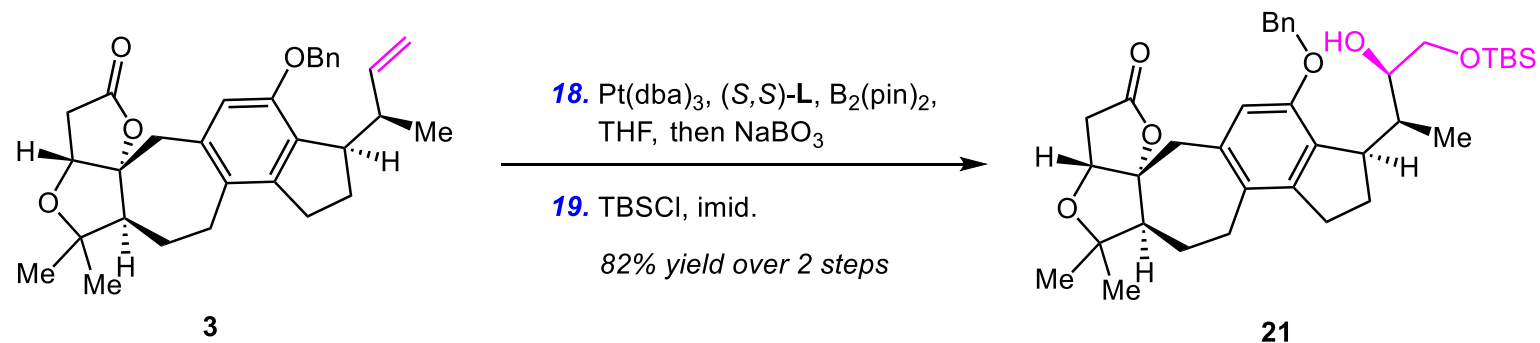 O
O
H
O
Me
Me
H
OBn
Me
H
3
18. Pt(dba)3, (S,S)-L, B2(pin)2,
THF, then NaBO3
19. TBSCl, imid.
82% yield over 2 steps
O
O
H
O
Me
Me
H
Bn
O
HO
OTBS
Me
H
21